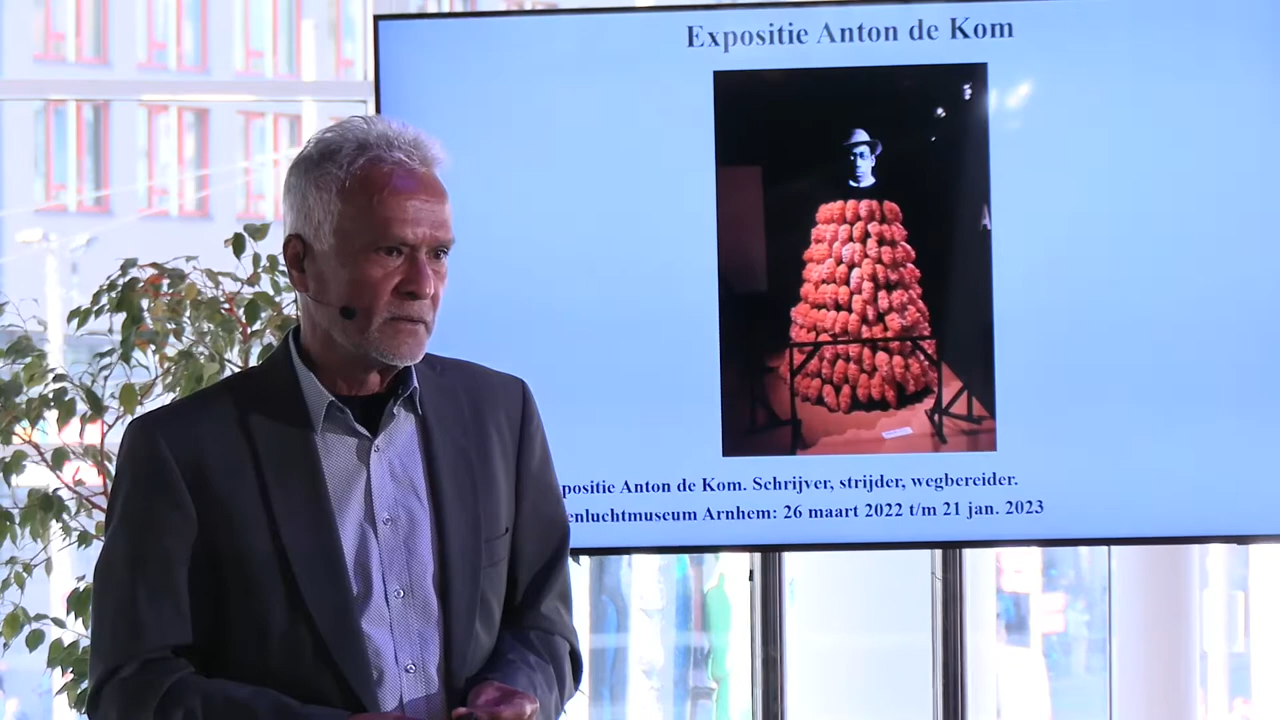 Expositie Anton de Kom
positie Anton de Kom. Schrijver, strijder, wegbereider.
enluchtmuseum Arnhem: 26 maart 2022 t/m 21 jan. 2023